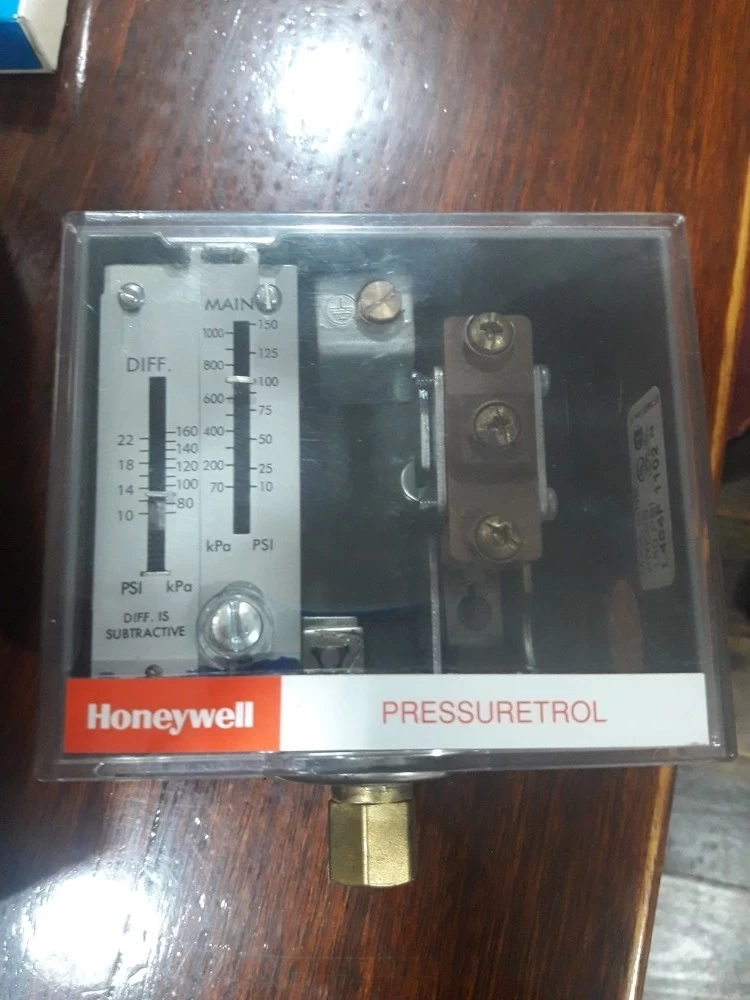 MAIN
1000 150
800 125
100
600
75
400 50
200 25
70 10
kPa PSI
DIFF.
22 160
140
18 120
14 100
80
10
PSI kPa
DIFF. IS
SUBTRACTIVE
Honeywell
PRESSURETROL